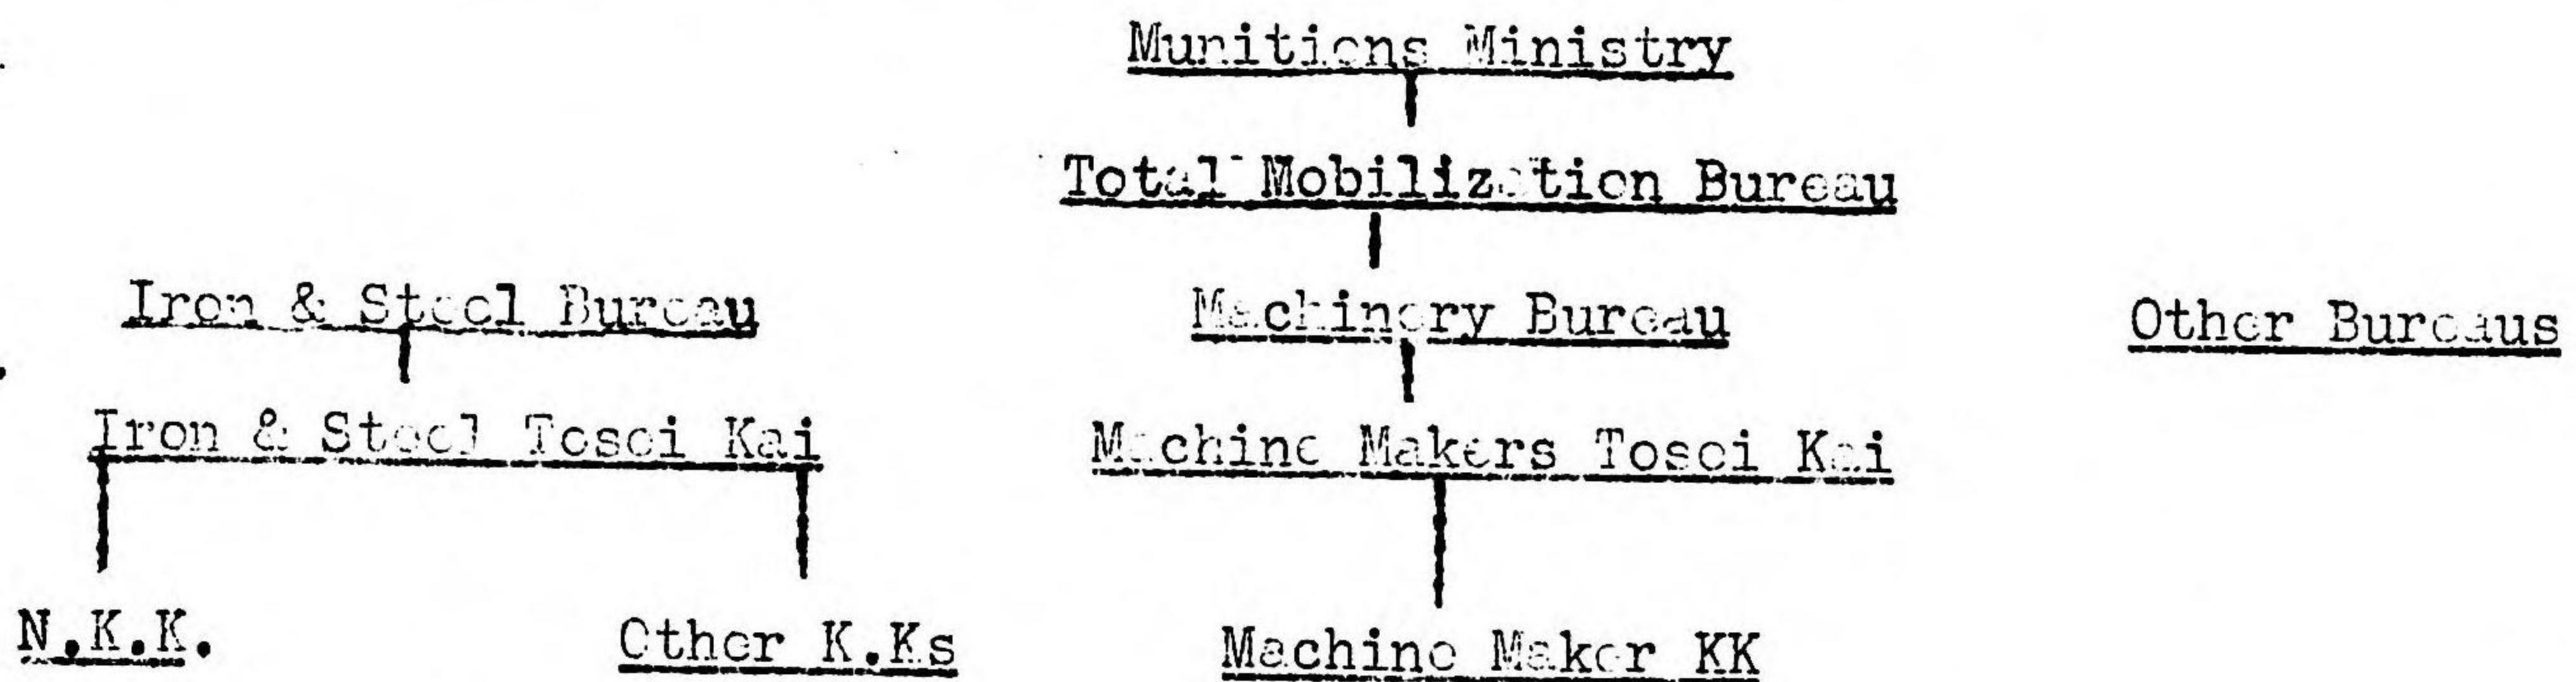 Munitions Ministry
Total Mobilization Bureau
Iron & Steel Bureau
Machinery Bureau
Other Bureaus
Iron & Steel Tosei Kai
Machine Makers Tosei Kai
N.K.K.
Other K.Ks
Machine Maker KK